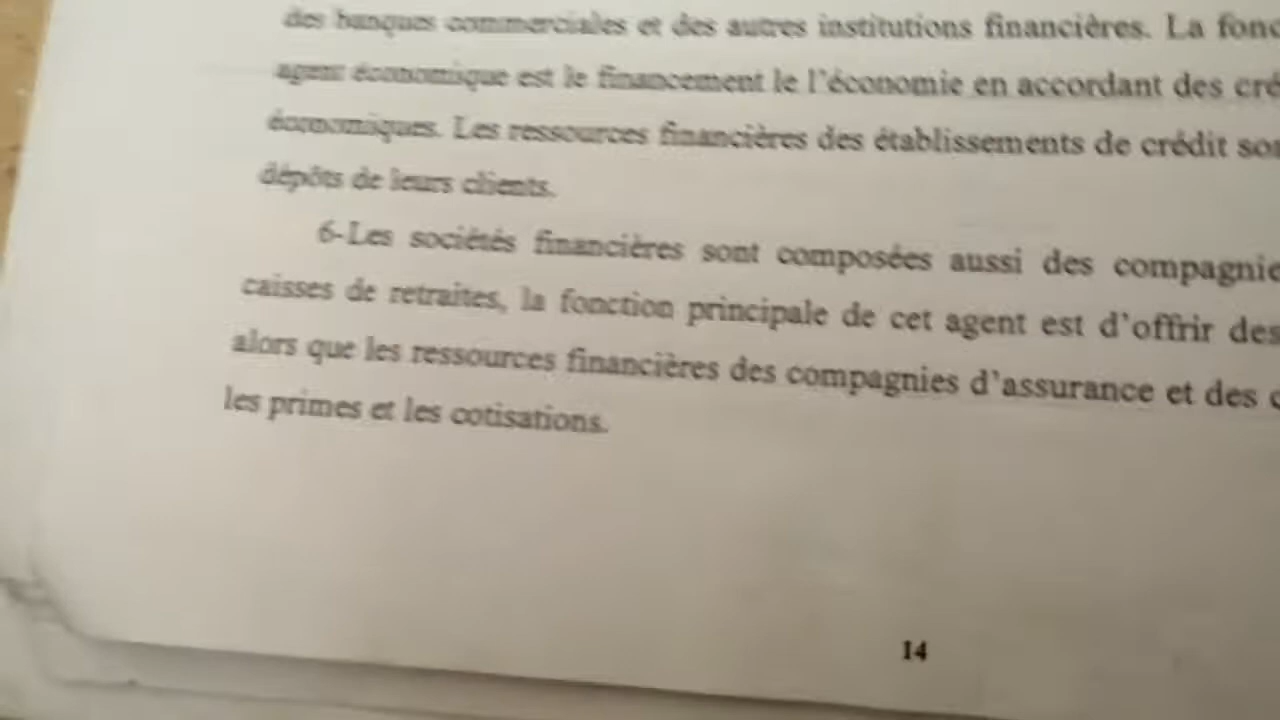 des banques commerciales et des autres institutions financières. La fonc
agent économique est le financement le l'économie en accordant des cré
économiques. Les ressources financières des établissements de crédit son
dépôts de leurs clients.
6-Les sociétés financières sont composées aussi des compagnie
caisses de retraites, la fonction principale de cet agent est d'offrir des
alors que les ressources financières des compagnies d'assurance et des c
les primes et les cotisations.
14